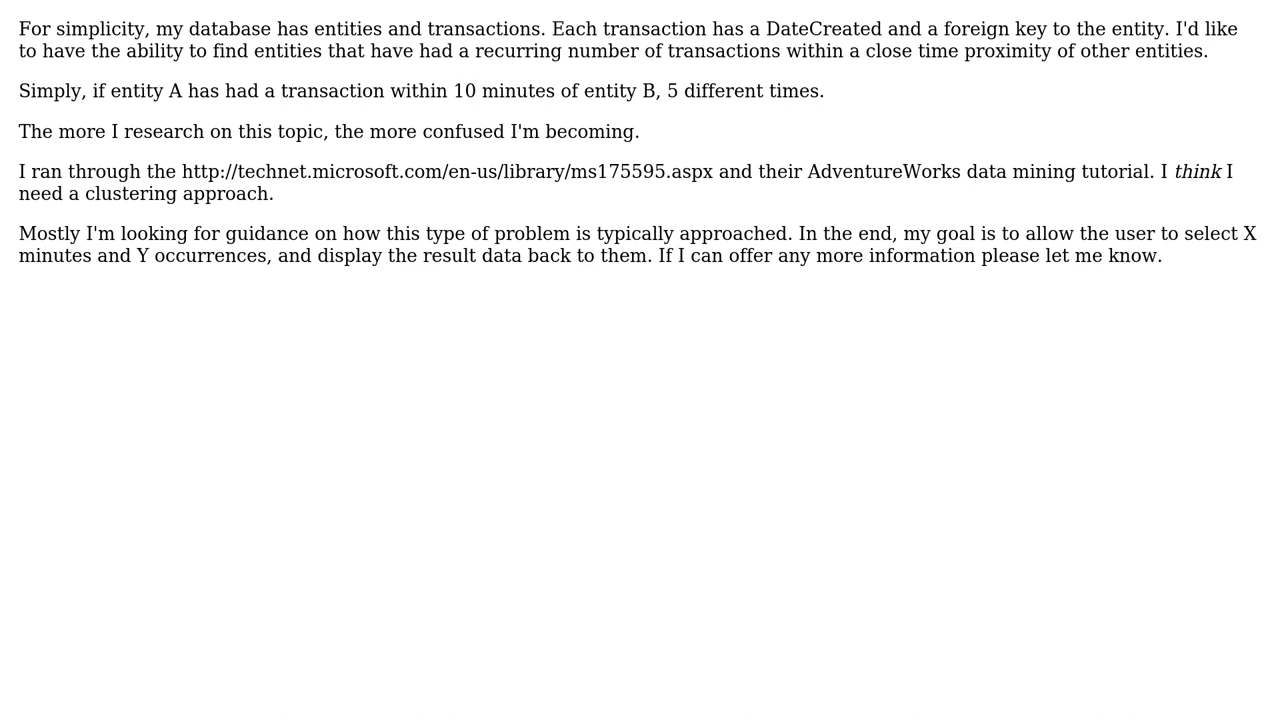 For simplicity, my database has entities and transactions. Each transaction has a DateCreated and a foreign key to the entity. I'd like
to have the ability to find entities that have had a recurring number of transactions within a close time proximity of other entities.
Simply, if entity A has had a transaction within 10 minutes of entity B, 5 different times.
The more I research on this topic, the more confused I'm becoming.
I ran through the http://technet.microsoft.com/en-us/library/ms175595.aspx and their AdventureWorks data mining tutorial. I think I
need a clustering approach.
Mostly I'm looking for guidance on how this type of problem is typically approached. In the end, my goal is to allow the user to select X
minutes and Y occurrences, and display the result data back to them. If I can offer any more information please let me know.